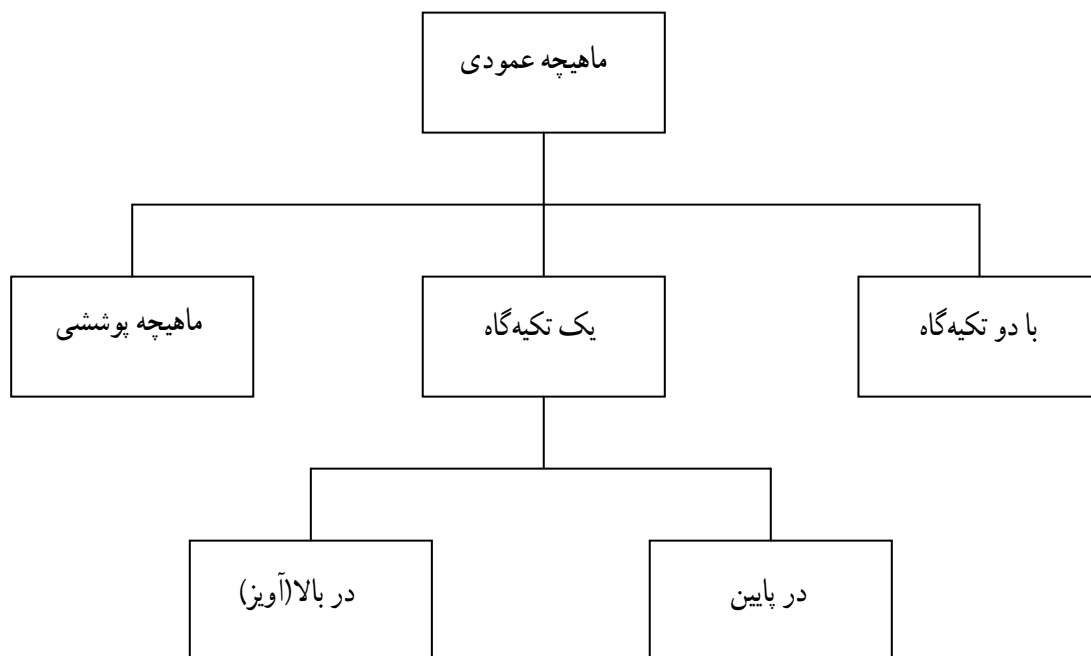 ماهیچه عمودی
با دو تکیه‌گاه
یک تکیه‌گاه
ماهیچه پوششی
در پایین
در بالا(آویز)